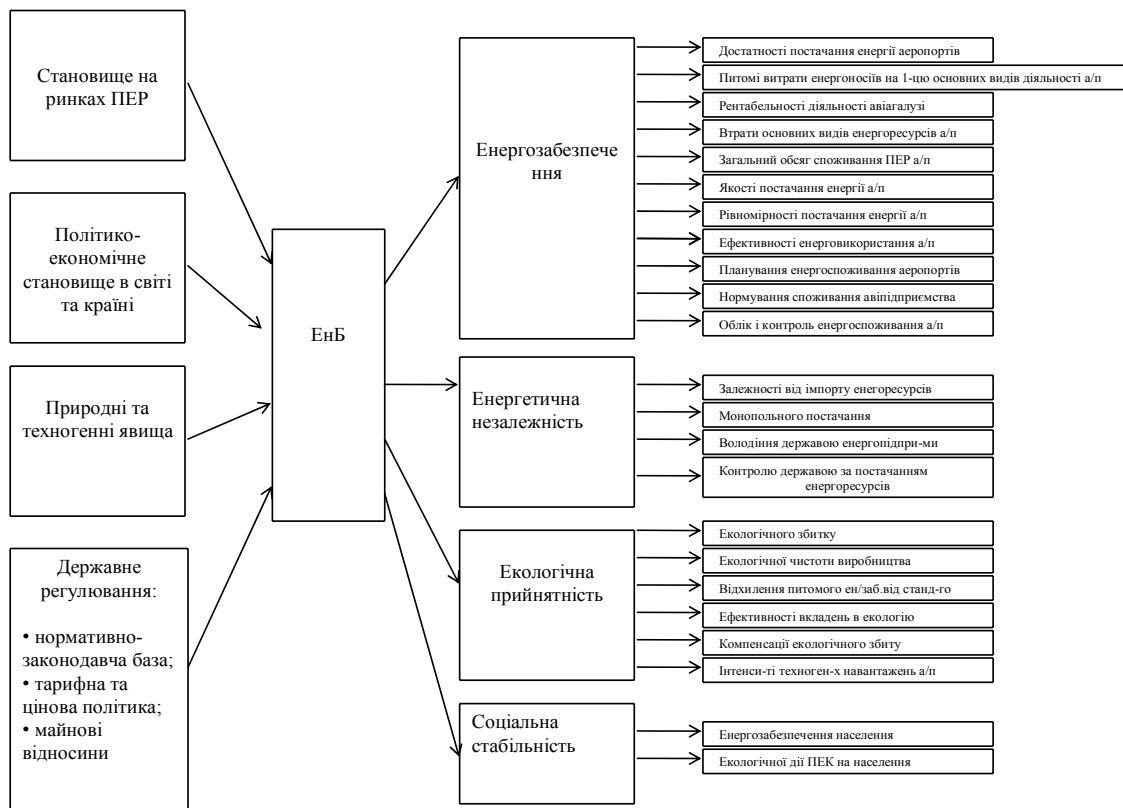 Становище на
ринках ПЕР
Політико-
економічне
становище в світі
та країні
Природні та
техногенні явища
Державне
регулювання:
• нормативно-
законодавча база;
• тарифна та
цінова політика;
• майнові
відносини
ЕнБ
Енергозабезпече
ння
Достатності постачання енергії аеропортів
Питомі витрати енергоносіїв на 1-цю основних видів діяльності а/п
Рентабельності діяльності авіагалузі
Втрати основних видів енергоресурсів а/п
Загальний обсяг споживання ПЕР а/п
Якості постачання енергії а/п
Рівномірності постачання енергії а/п
Ефективності енерговикористання а/п
Планування енергоспоживання аеропортів
Нормування споживання авіпідприємства
Облік і контроль енергоспоживання а/п
Енергетична
незалежність
Залежності від імпорту енегоресурсів
Монопольного постачання
Володіння державою енергопідпри-ми
Контролю державою за постачанням
енергоресурсів
Екологічна
прийнятність
Екологічного збитку
Екологічної чистоти виробництва
Відхилення питомого ен/заб.від станд-го
Ефективності вкладень в екологію
Компенсації екологічного збиту
Інтенси-ті техноген-х навантажень а/п
Соціальна
стабільність
Енергозабезпечення населення
Екологічної дії ПЕК на населення